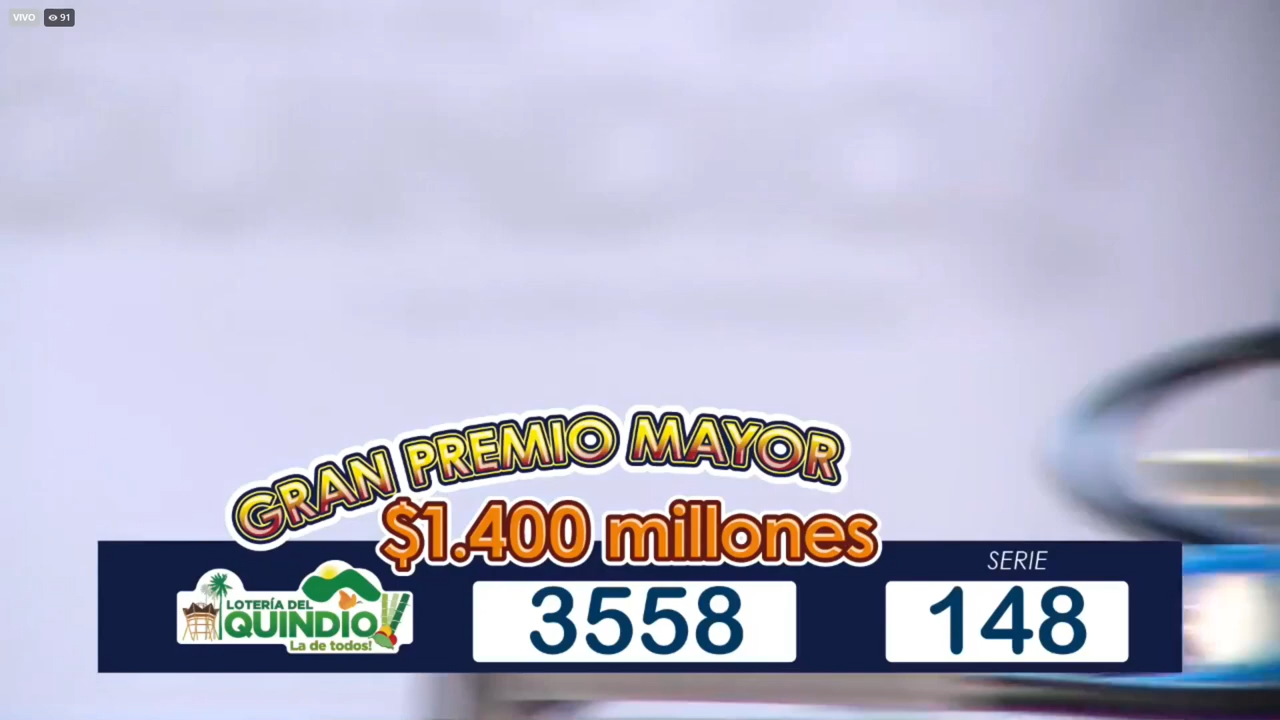 VIVO 91
GRAN PREMIO MAYOR
$1.400 millones
SERIE
LOTERÍA DEL
QUINDIO
La de todos!
3558
148